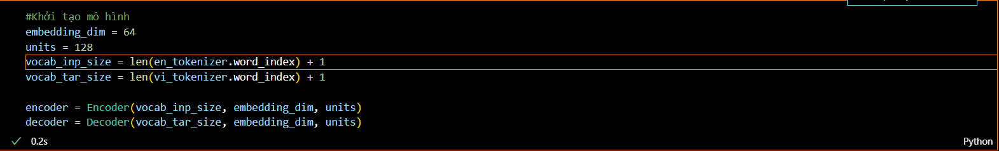 #Khởi tạo mô hình
embedding_dim = 64
units = 128
vocab_inp_size = len(en_tokenizer.word_index) + 1
vocab_tar_size = len(vi_tokenizer.word_index) + 1
encoder = Encoder(vocab_inp_size, embedding_dim, units)
decoder = Decoder(vocab_tar_size, embedding_dim, units)
0.2s
Python